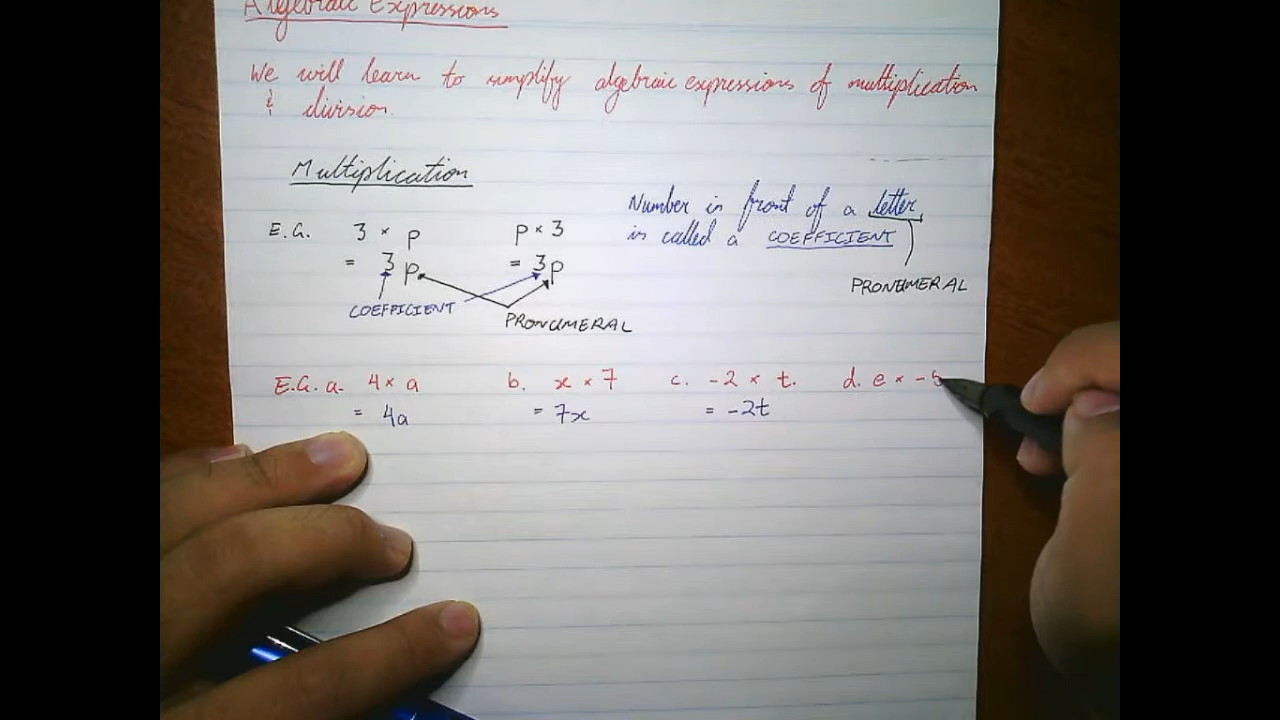 Algebraic Expressions
We will learn to simplify algebraic expressions of multiplication
& division.
Multiplication
Number in front of a letter
is called a COEFFICIENT
PRONUMERAL
E.G. 3 × p p × 3
= 3p = 3p
COEFFICIENT
PRONUMERAL
E.G. a. 4 × a b. x × 7 c. -2 × t. d. e × -
= 4a = 7x = -2t